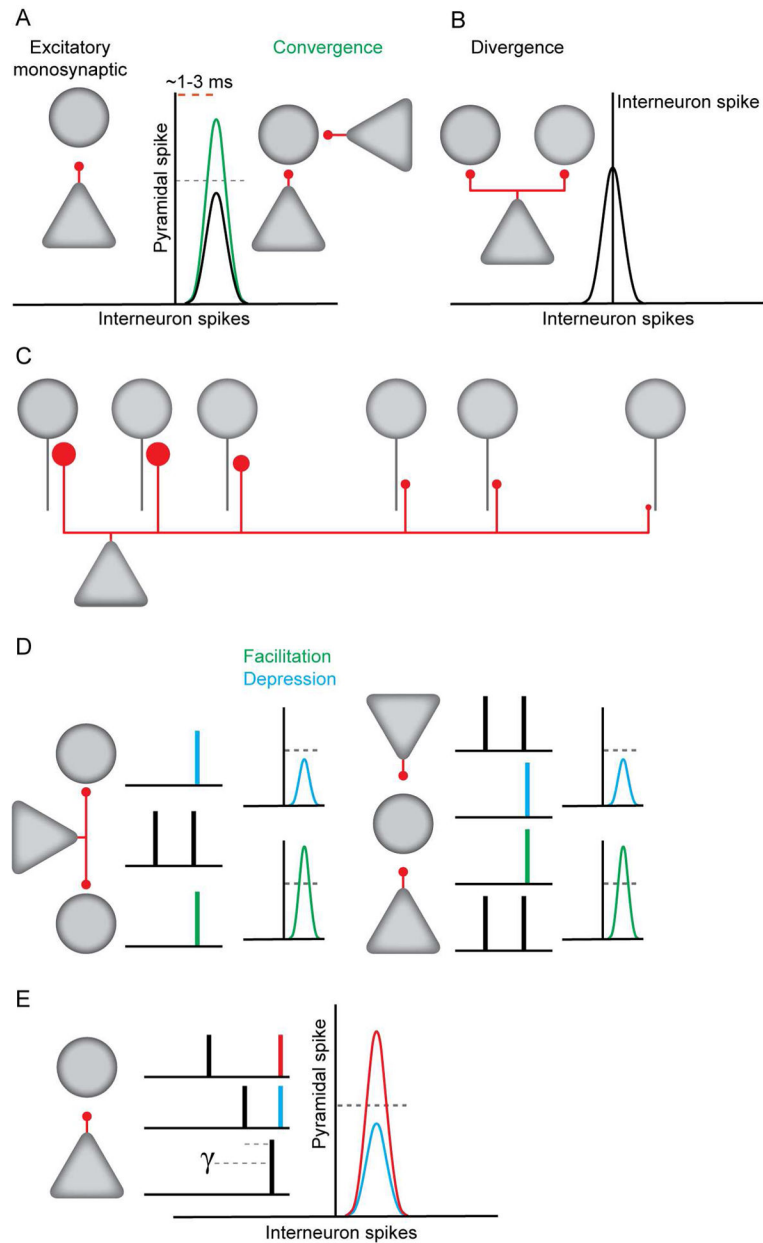 A
Excitatory
monosynaptic
~1-3 ms
Convergence
Pyramidal spike
Interneuron spikes
B
Divergence
Interneuron spike
Interneuron spikes
C
D
Facilitation
Depression
E
γ
Pyramidal spike
Interneuron spikes